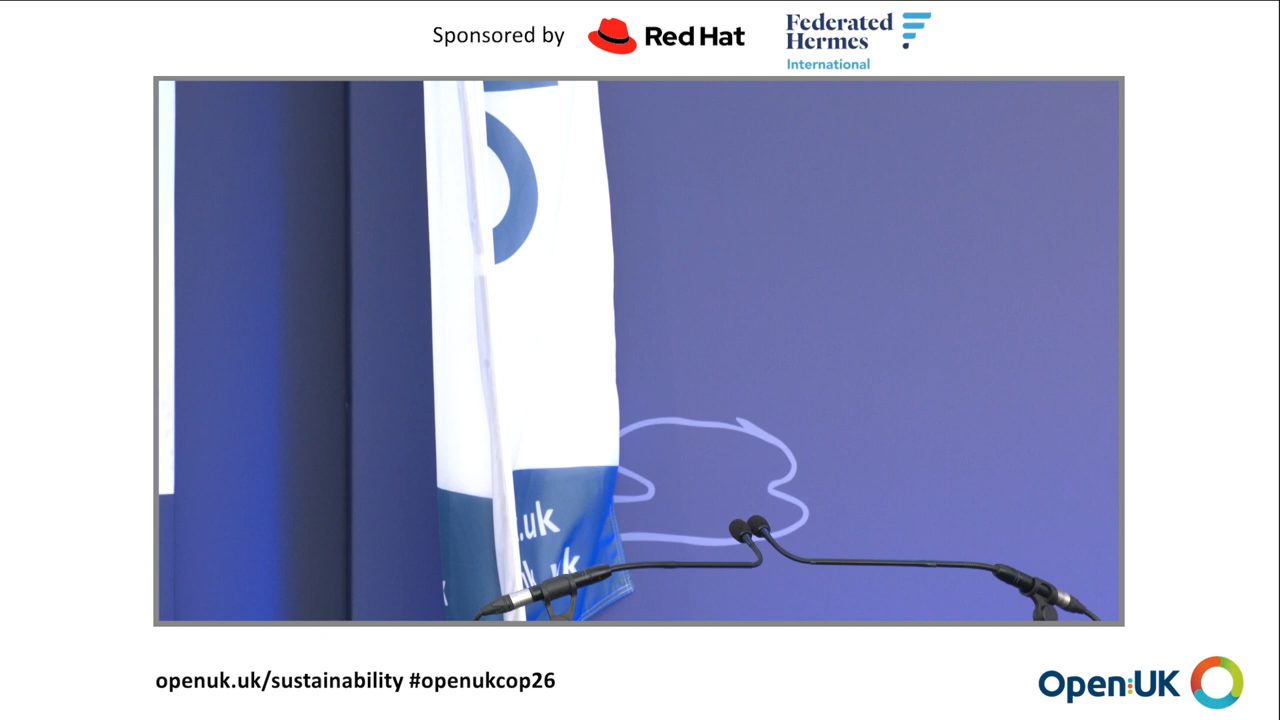 Sponsored by
Red Hat
Federated
Hermes
International
.uk
openuk.uk/sustainability #openukcop26
Open:UK